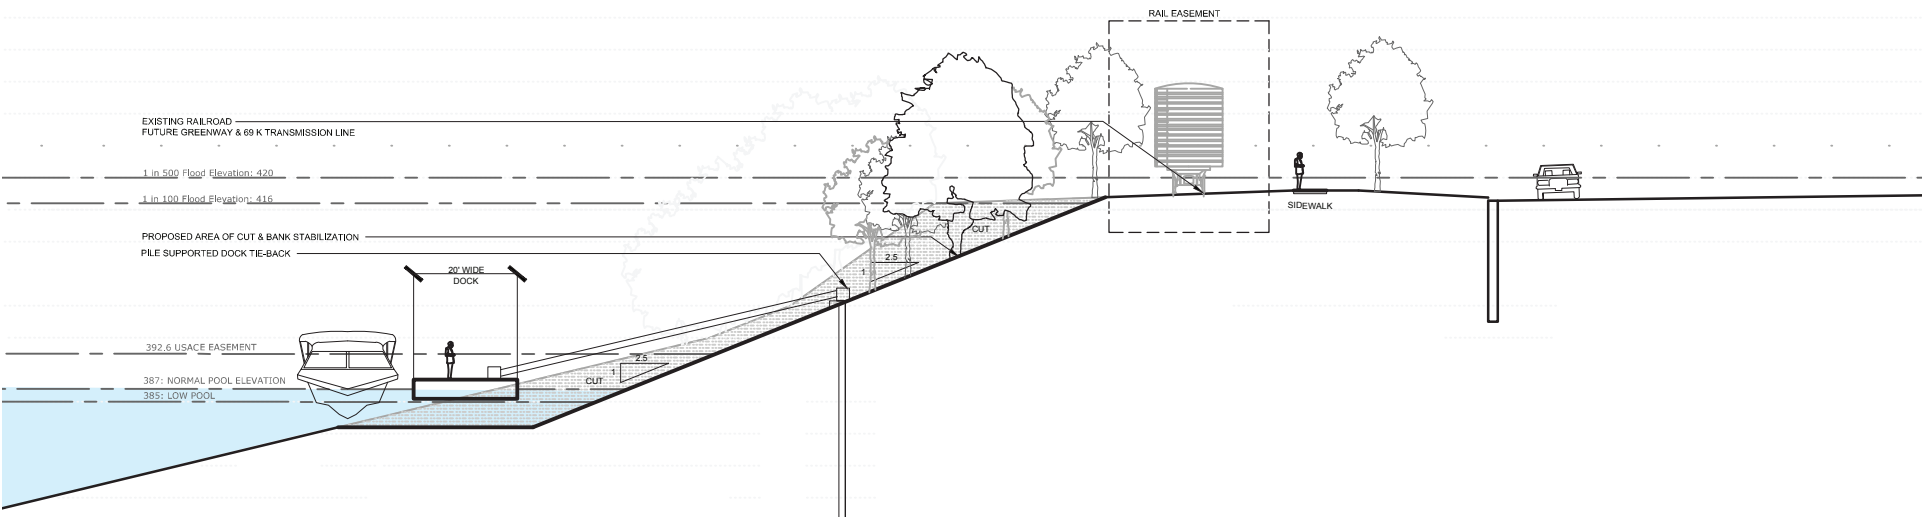 RAIL EASEMENT
EXISTING RAILROAD
FUTURE GREENWAY & 69 K TRANSMISSION LINE
1 in 500 Flood Elevation: 420
1 in 100 Flood Elevation: 416
SIDEWALK
CUT
PROPOSED AREA OF CUT & BANK STABILIZATION
PILE SUPPORTED DOCK TIE-BACK
2.5
1
20' WIDE
DOCK
392.6 USACE EASEMENT
2.5
1
CUT
387: NORMAL POOL ELEVATION
385: LOW POOL